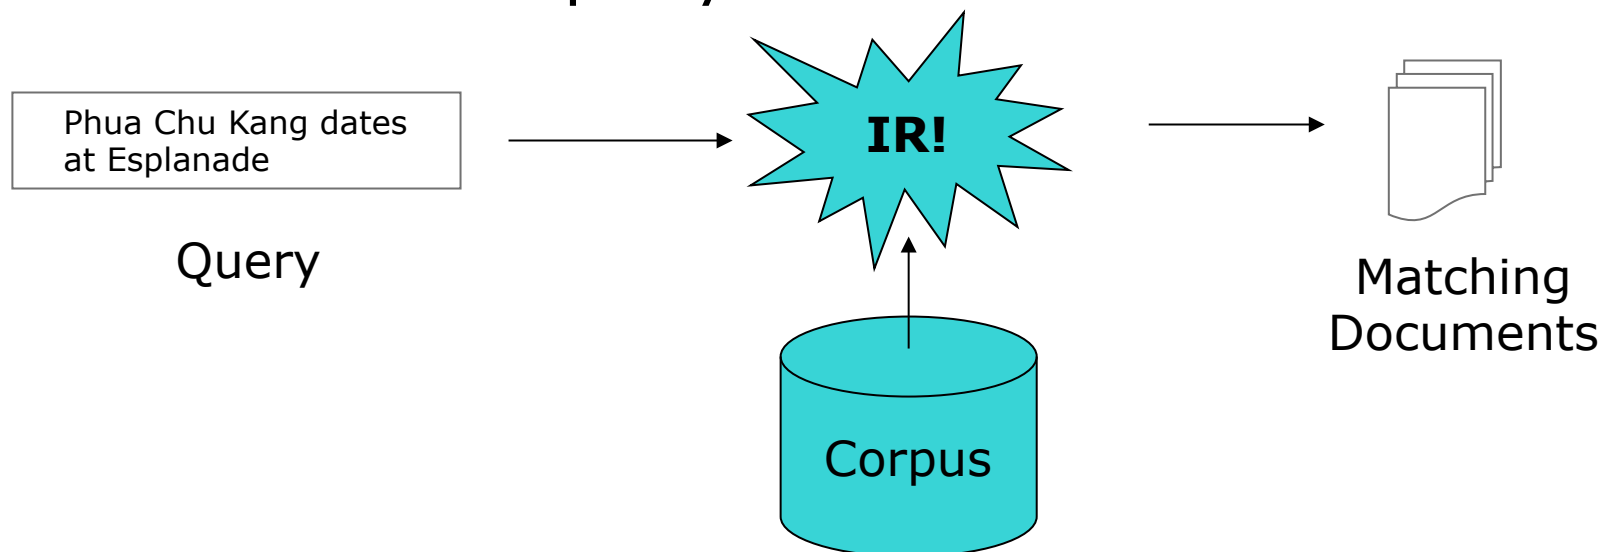 Phua Chu Kang dates
at Esplanade
IR!
Query
Matching
Documents
Corpus